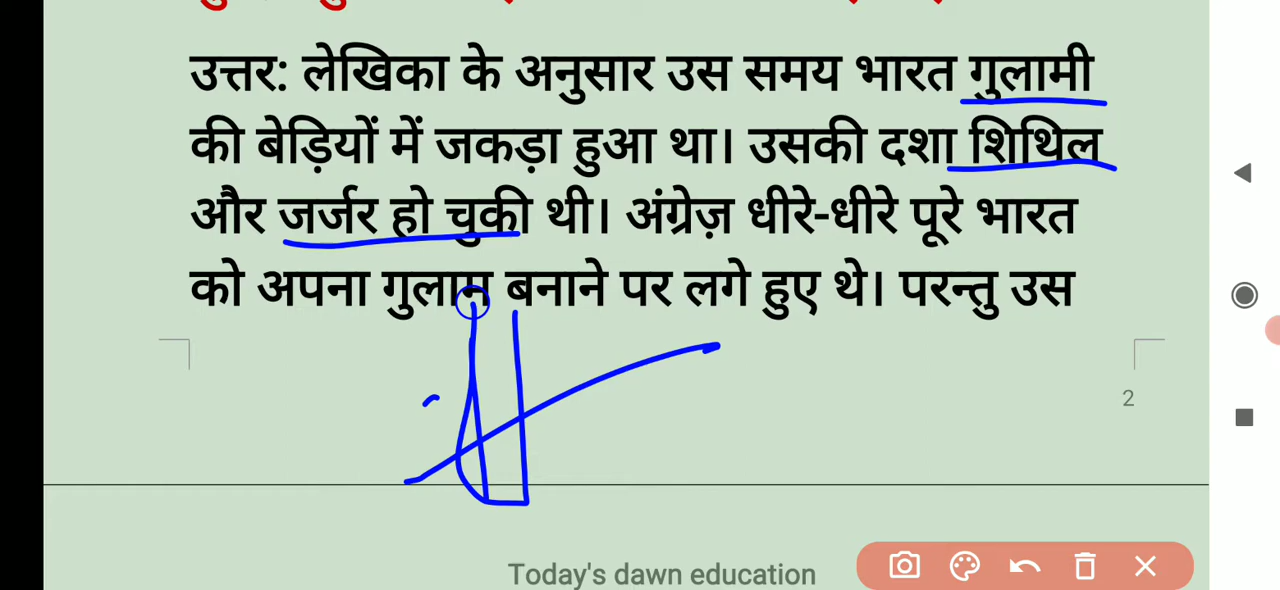 उत्तर: लेखिका के अनुसार उस समय भारत गुलामी
की बेड़ियों में जकड़ा हुआ था। उसकी दशा शिथिल
और जर्जर हो चुकी थी। अंग्रेज़ धीरे-धीरे पूरे भारत
को अपना गुलाम बनाने पर लगे हुए थे। परन्तु उस
2
Today's dawn education